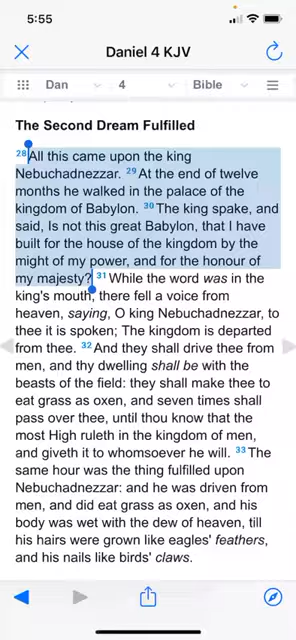 5:55
Daniel 4 KJV
Dan 4 Bible
The Second Dream Fulfilled
28 All this came upon the king
Nebuchadnezzar. 29 At the end of twelve
months he walked in the palace of the
kingdom of Babylon. 30 The king spake, and
said, Is not this great Babylon, that I have
built for the house of the kingdom by the
might of my power, and for the honour of
my majesty? 31 While the word was in the
king's mouth, there fell a voice from
heaven, saying, O king Nebuchadnezzar, to
thee it is spoken; The kingdom is departed
from thee. 32 And they shall drive thee from
men, and thy dwelling shall be with the
beasts of the field: they shall make thee to
eat grass as oxen, and seven times shall
pass over thee, until thou know that the
most High ruleth in the kingdom of men,
and giveth it to whomsoever he will. 33 The
same hour was the thing fulfilled upon
Nebuchadnezzar: and he was driven from
men, and did eat grass as oxen, and his
body was wet with the dew of heaven, till
his hairs were grown like eagles' feathers,
and his nails like birds' claws.